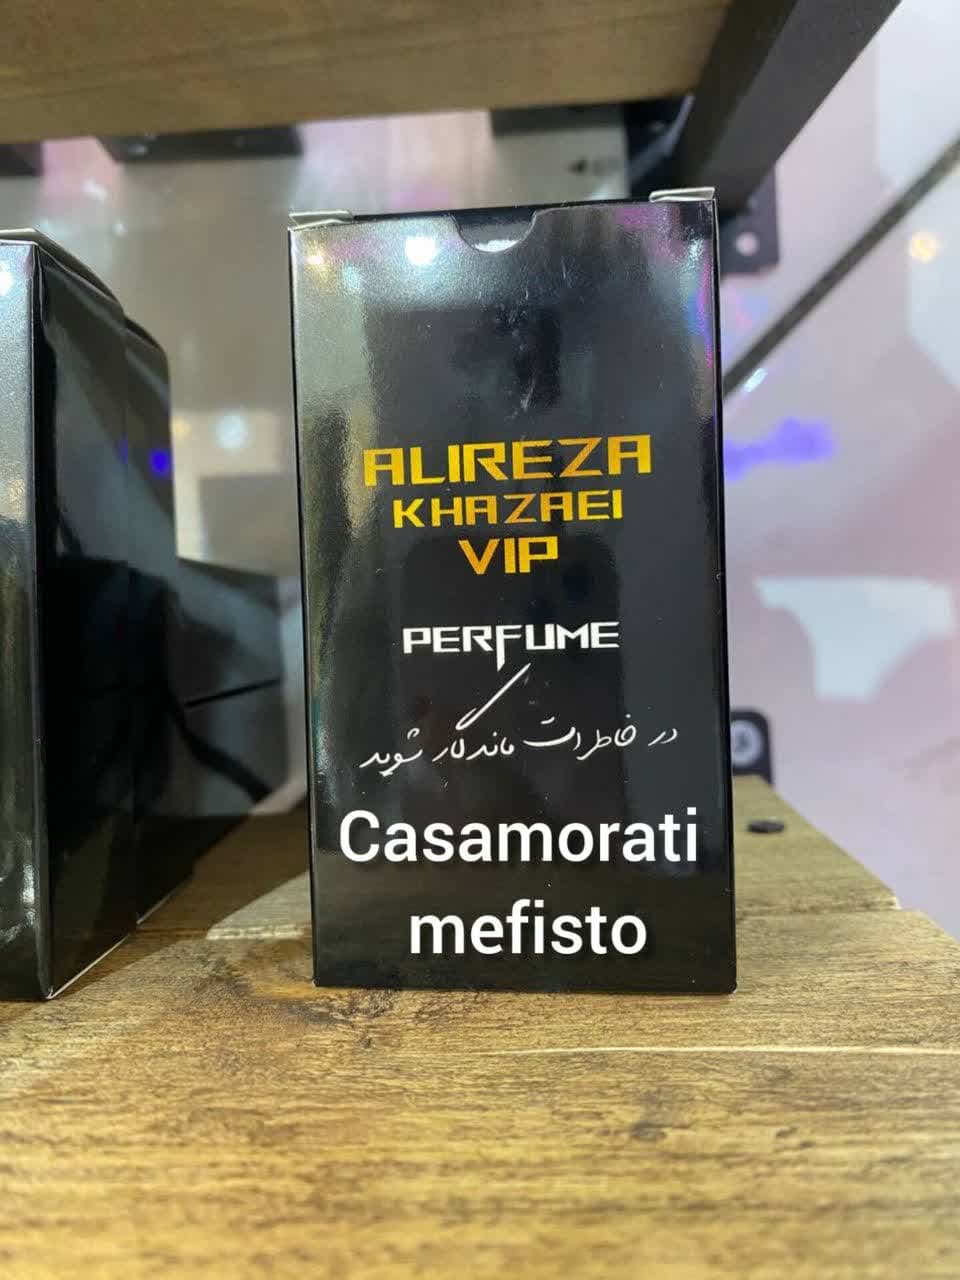 ALIREZA
KHAZAEI
VIP
PERFUME
در خاطرات ماندگار شوید
Casamorati
mefisto